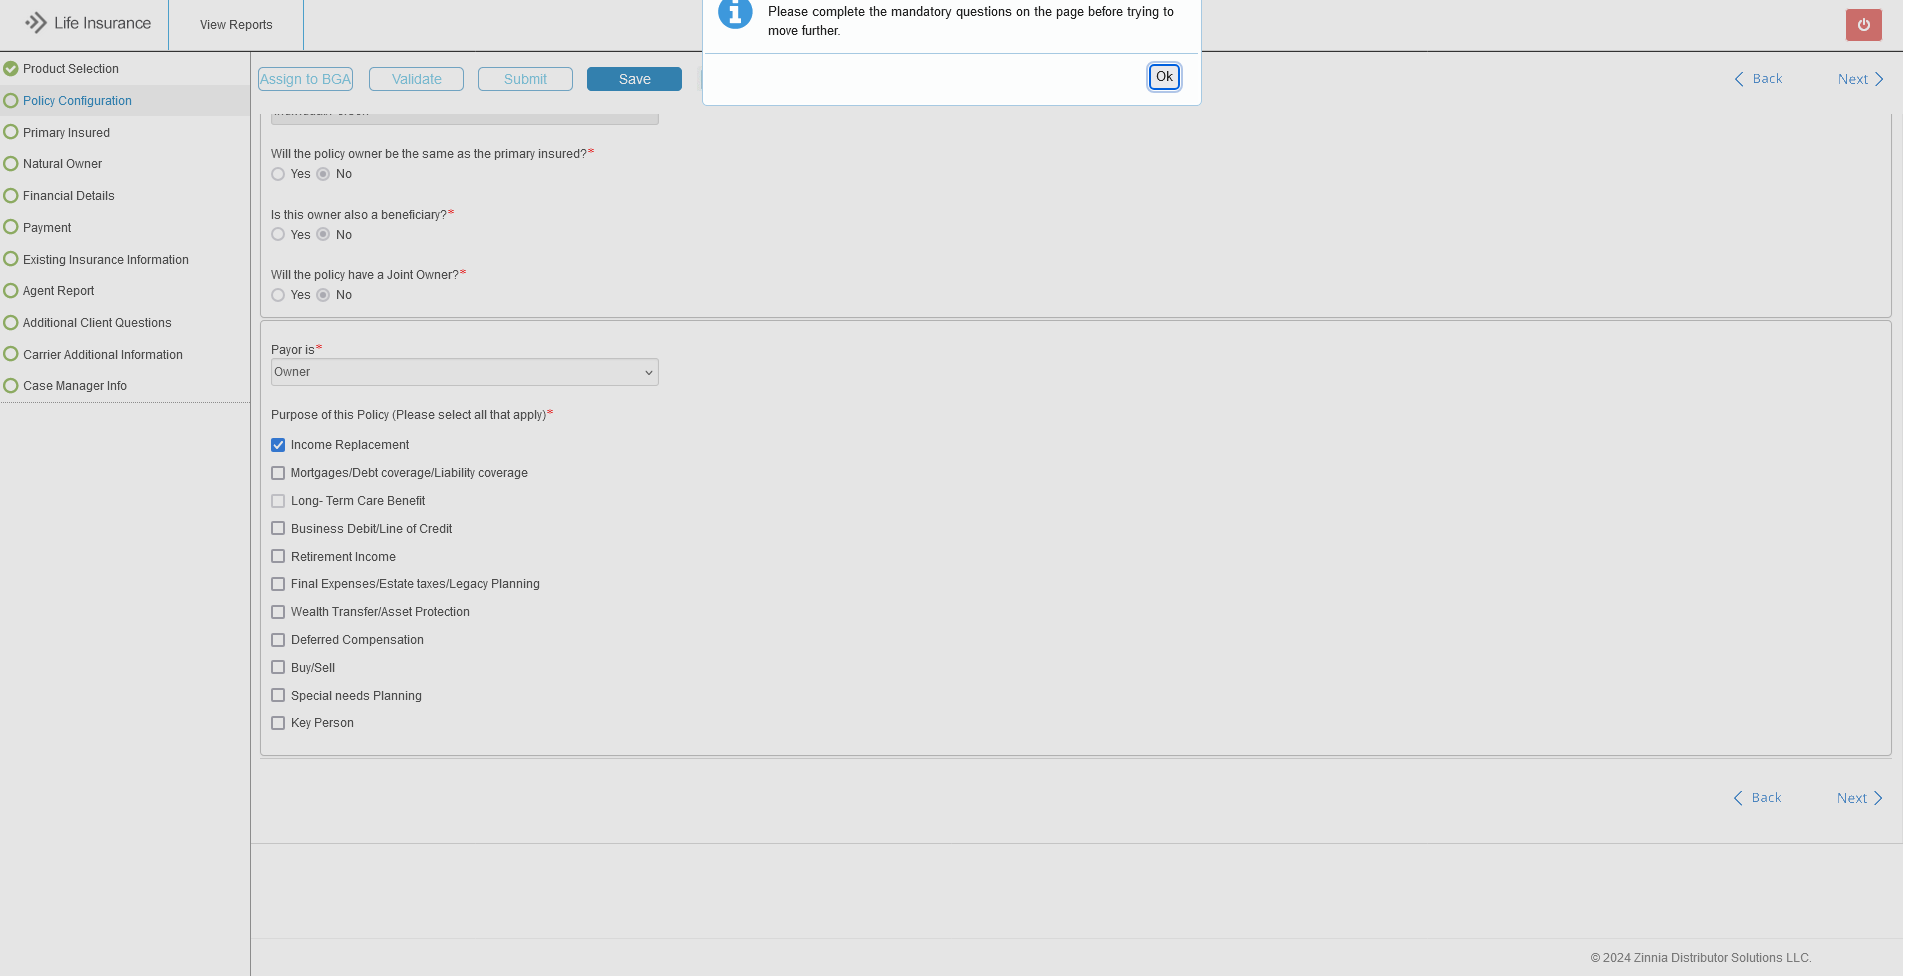 Life Insurance
View Reports
Please complete the mandatory questions on the page before trying to
move further.
Ok
Product Selection
Policy Configuration
Primary Insured
Natural Owner
Financial Details
Payment
Existing Insurance Information
Agent Report
Additional Client Questions
Carrier Additional Information
Case Manager Info
Assign to BGA
Validate
Submit
Save
Back
Next
Will the policy owner be the same as the primary insured?*
Yes No
Is this owner also a beneficiary?*
Yes No
Will the policy have a Joint Owner?*
Yes No
Payor is*
Owner
Purpose of this Policy (Please select all that apply)*
Income Replacement
Mortgages/Debt coverage/Liability coverage
Long- Term Care Benefit
Business Debit/Line of Credit
Retirement Income
Final Expenses/Estate taxes/Legacy Planning
Wealth Transfer/Asset Protection
Deferred Compensation
Buy/Sell
Special needs Planning
Key Person
Back
Next
© 2024 Zinnia Distributor Solutions LLC.